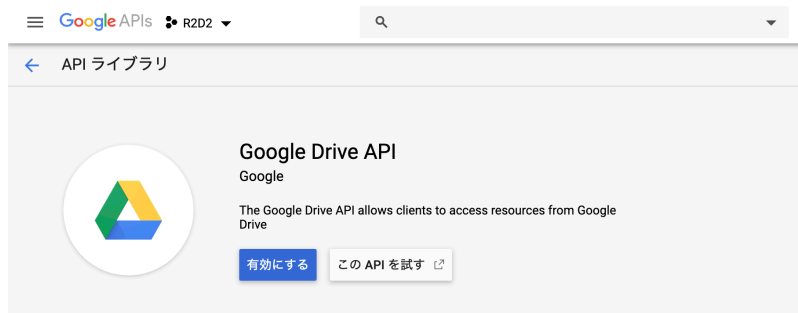 Google APIs R2D2
API ライブラリ
Google Drive API
Google
The Google Drive API allows clients to access resources from Google
Drive
有効にする この API を試す